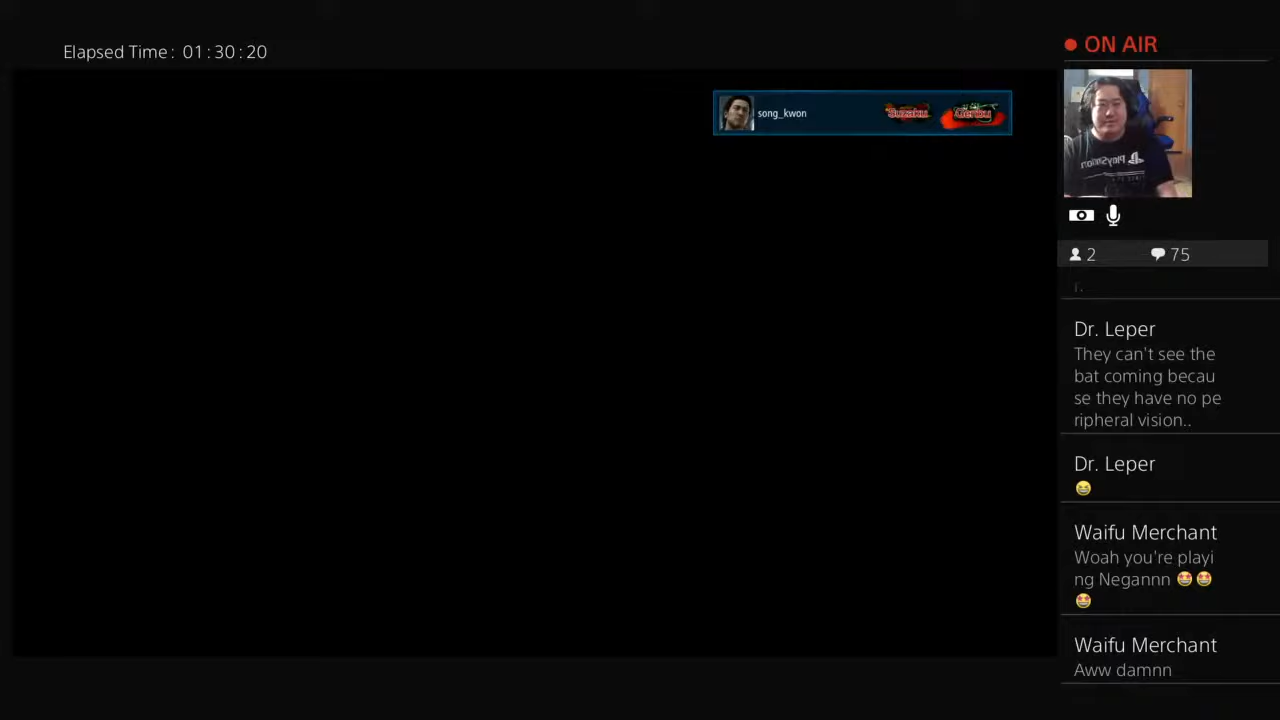 Elapsed Time: 01:30:20
ON AIR
song_kwon
Suzaku
2
75
r.
Dr. Leper
They can't see the
bat coming becau
se they have no pe
ripheral vision..
Dr. Leper
😆
Waifu Merchant
Woah you're playi
ng Negannn 🤩 🤩
🤩
Waifu Merchant
Aww damnn